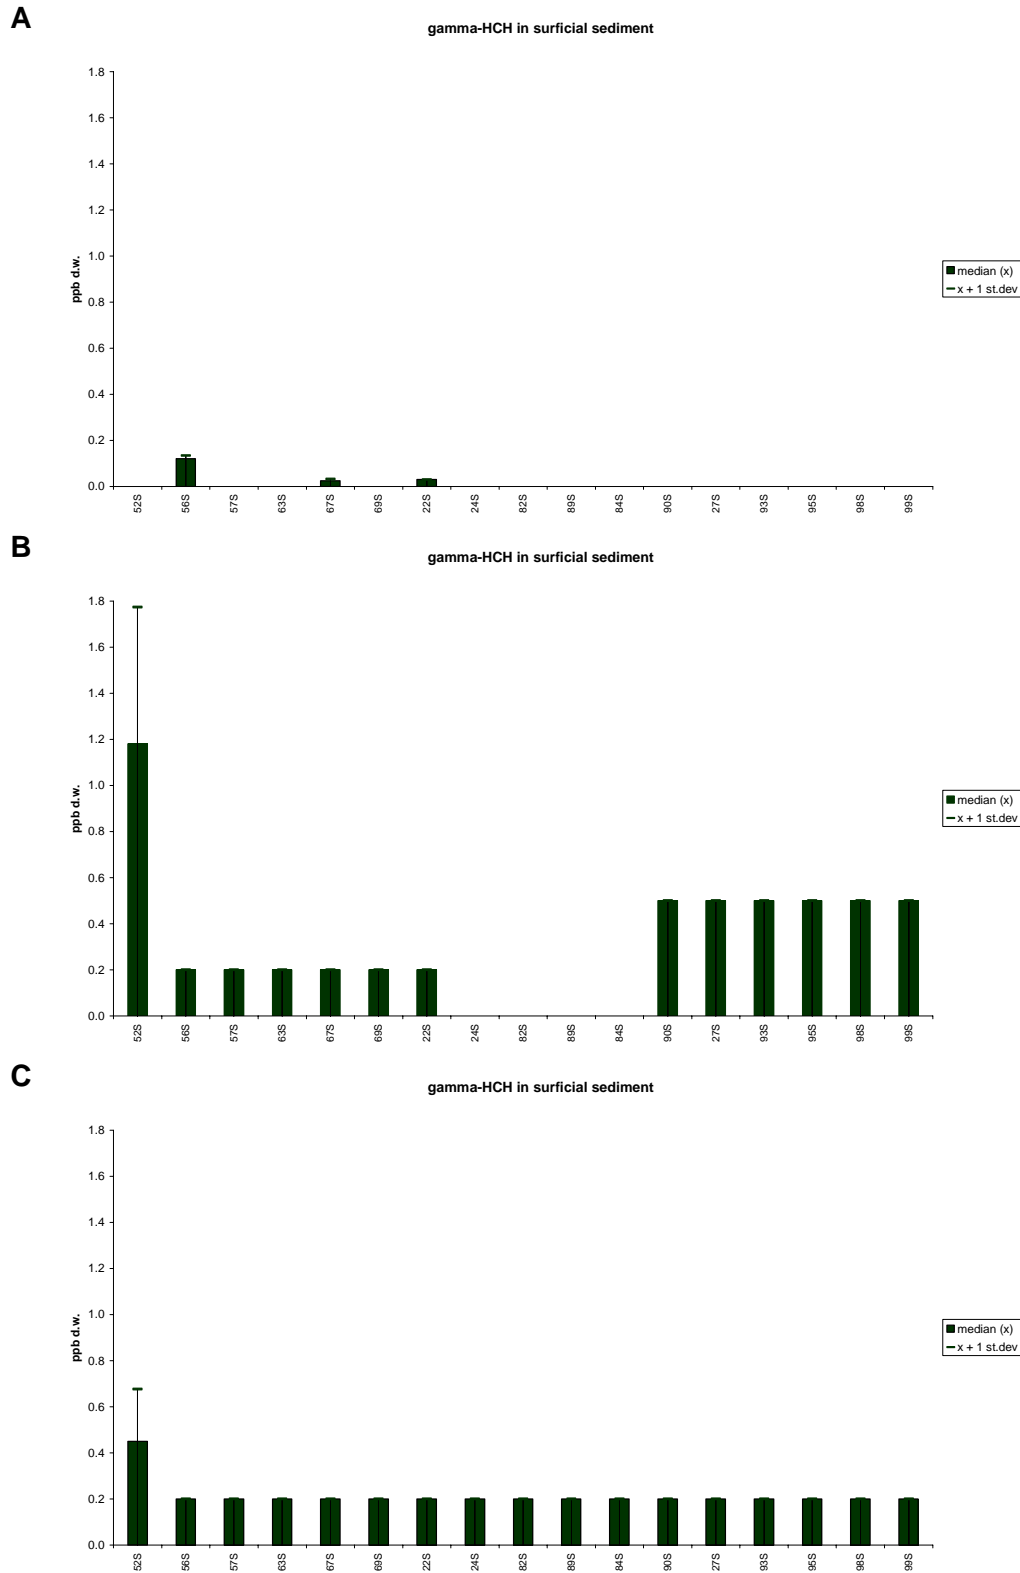 A
gamma-HCH in surficial sediment
1.8
1.6
1.4
1.2
1.0
0.8
0.6
0.4
0.2
0.0
ppb d.w.
52S
56S
57S
63S
67S
69S
22S
24S
82S
89S
84S
90S
27S
93S
95S
98S
99S
median (x)
x + 1 st.dev
B
gamma-HCH in surficial sediment
1.8
1.6
1.4
1.2
1.0
0.8
0.6
0.4
0.2
0.0
ppb d.w.
52S
56S
57S
63S
67S
69S
22S
24S
82S
89S
84S
90S
27S
93S
95S
98S
99S
median (x)
x + 1 st.dev
C
gamma-HCH in surficial sediment
1.8
1.6
1.4
1.2
1.0
0.8
0.6
0.4
0.2
0.0
ppb d.w.
52S
56S
57S
63S
67S
69S
22S
24S
82S
89S
84S
90S
27S
93S
95S
98S
99S
median (x)
x + 1 st.dev